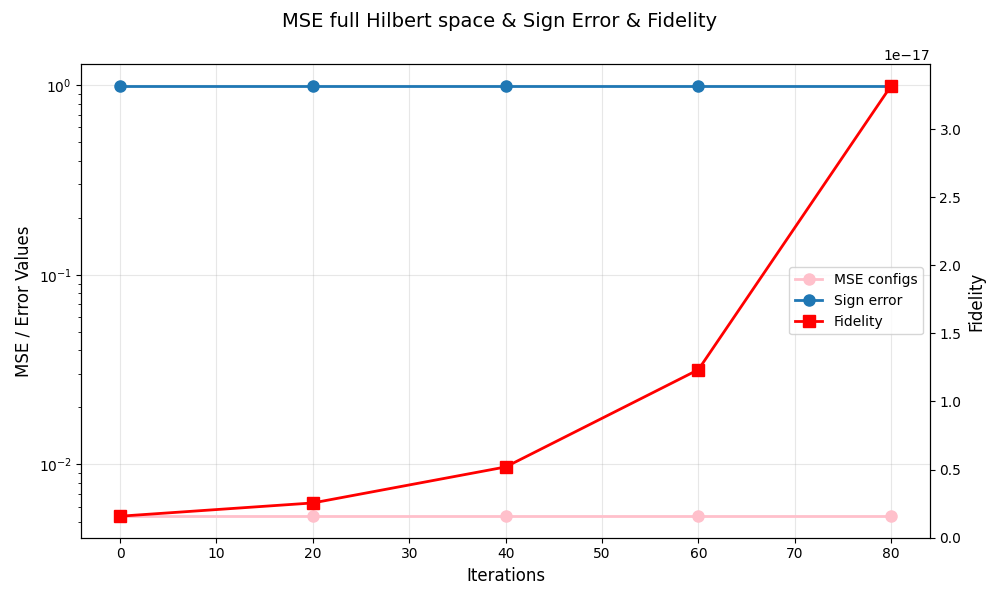 MSE full Hilbert space & Sign Error & Fidelity
1e−17
10^0
10^−1
10^−2
MSE / Error Values
3.0
2.5
2.0
1.5
1.0
0.5
0.0
Fidelity
MSE configs
Sign error
Fidelity
0 10 20 30 40 50 60 70 80
Iterations